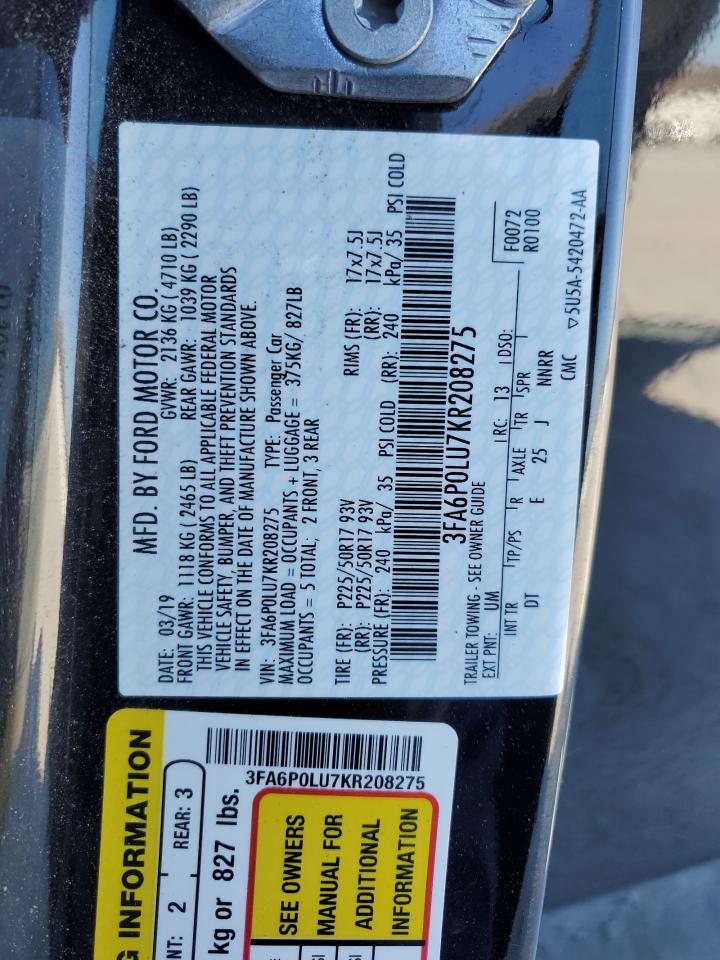 MFD. BY FORD MOTOR CO.
DATE: 03/19 GVWR: 2136 KG ( 4710 LB)
FRONT GAWR: 1118 KG ( 2465 LB) REAR GAWR: 1039 KG ( 2290 LB)
THIS VEHICLE CONFORMS TO ALL APPLICABLE FEDERAL MOTOR
VEHICLE SAFETY, BUMPER, AND THEFT PREVENTION STANDARDS
IN EFFECT ON THE DATE OF MANUFACTURE SHOWN ABOVE.
VIN: 3FA6P0LU7KR208275 TYPE: Passenger Car
MAXIMUM LOAD = OCCUPANTS + LUGGAGE = 375KG/ 827LB
OCCUPANTS = 5 TOTAL; 2 FRONT, 3 REAR
TIRE (FR): P225/50R17 93V RIMS (FR): 17x7.5J
(RR): P225/50R17 93V (RR): 17x7.5J
PRESSURE (FR): 240 kPa/ 35 PSI COLD (RR): 240 kPa/ 35 PSI COLD
3FA6P0LU7KR208275
TRAILER TOWING - SEE OWNER GUIDE
EXT PNT: UM RC: 13 DSO: F0072
R0100
INT TR TP/PS R AXLE TR SPR
DT E 25 J NNRR
CMC
▽5U5A-5420472-AA
G INFORMATION
NT: 2 REAR: 3
kg or 827 lbs.
3FA6P0LU7KR208275
SEE OWNERS
MANUAL FOR
ADDITIONAL
INFORMATION